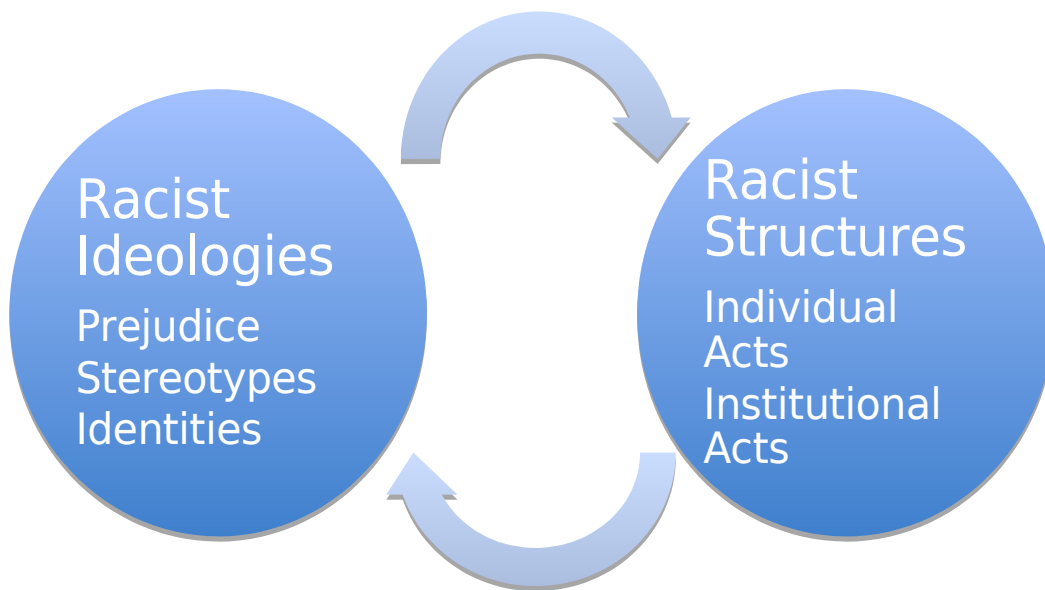 Racist
Ideologies
Prejudice
Stereotypes
Identities
Racist
Structures
Individual
Acts
Institutional
Acts